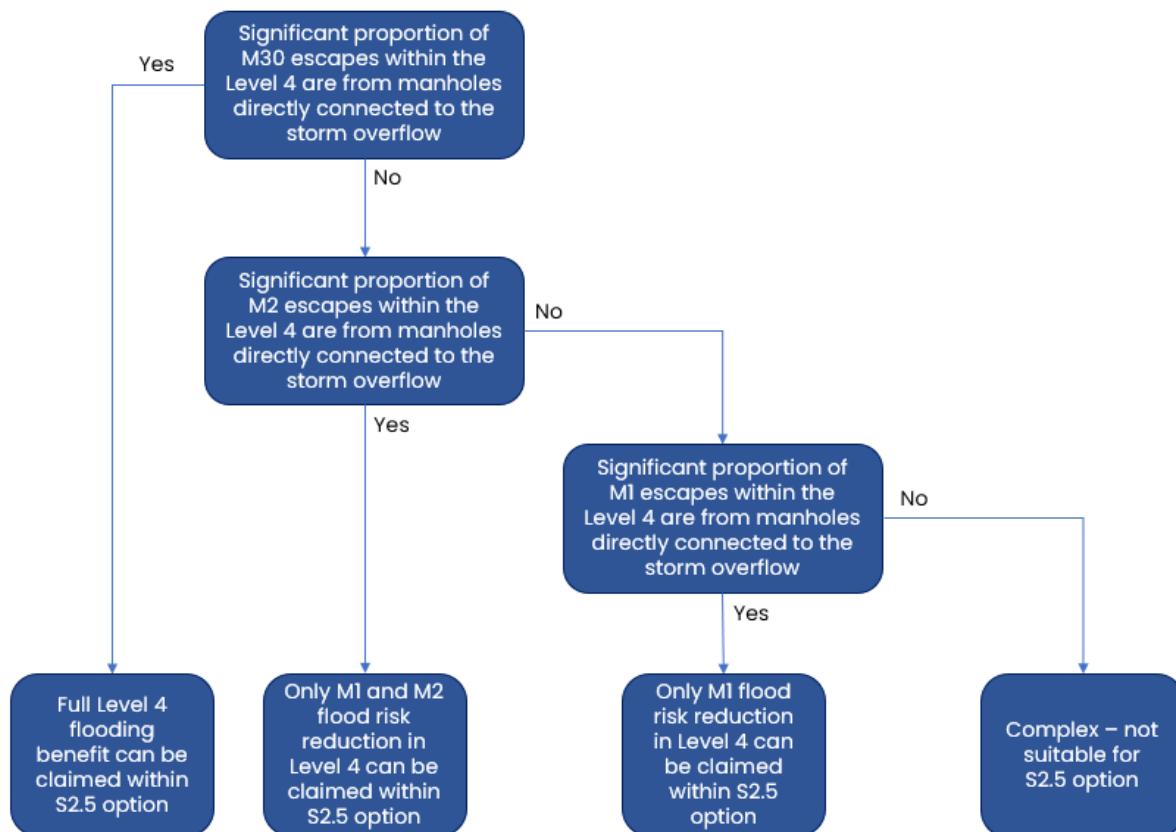 Significant proportion of
M30 escapes within the
Level 4 are from manholes
directly connected to the
storm overflow
Yes
No
Significant proportion of
M2 escapes within the
Level 4 are from manholes
directly connected to the
storm overflow
No
Yes
Significant proportion of
M1 escapes within the
Level 4 are from manholes
directly connected to the
storm overflow
No
Yes
Full Level 4
flooding
benefit can be
claimed within
S2.5 option
Only M1 and M2
flood risk
reduction in
Level 4 can be
claimed within
S2.5 option
Only M1 flood
risk reduction
in Level 4 can
be claimed
within S2.5
option
Complex – not
suitable for
S2.5 option